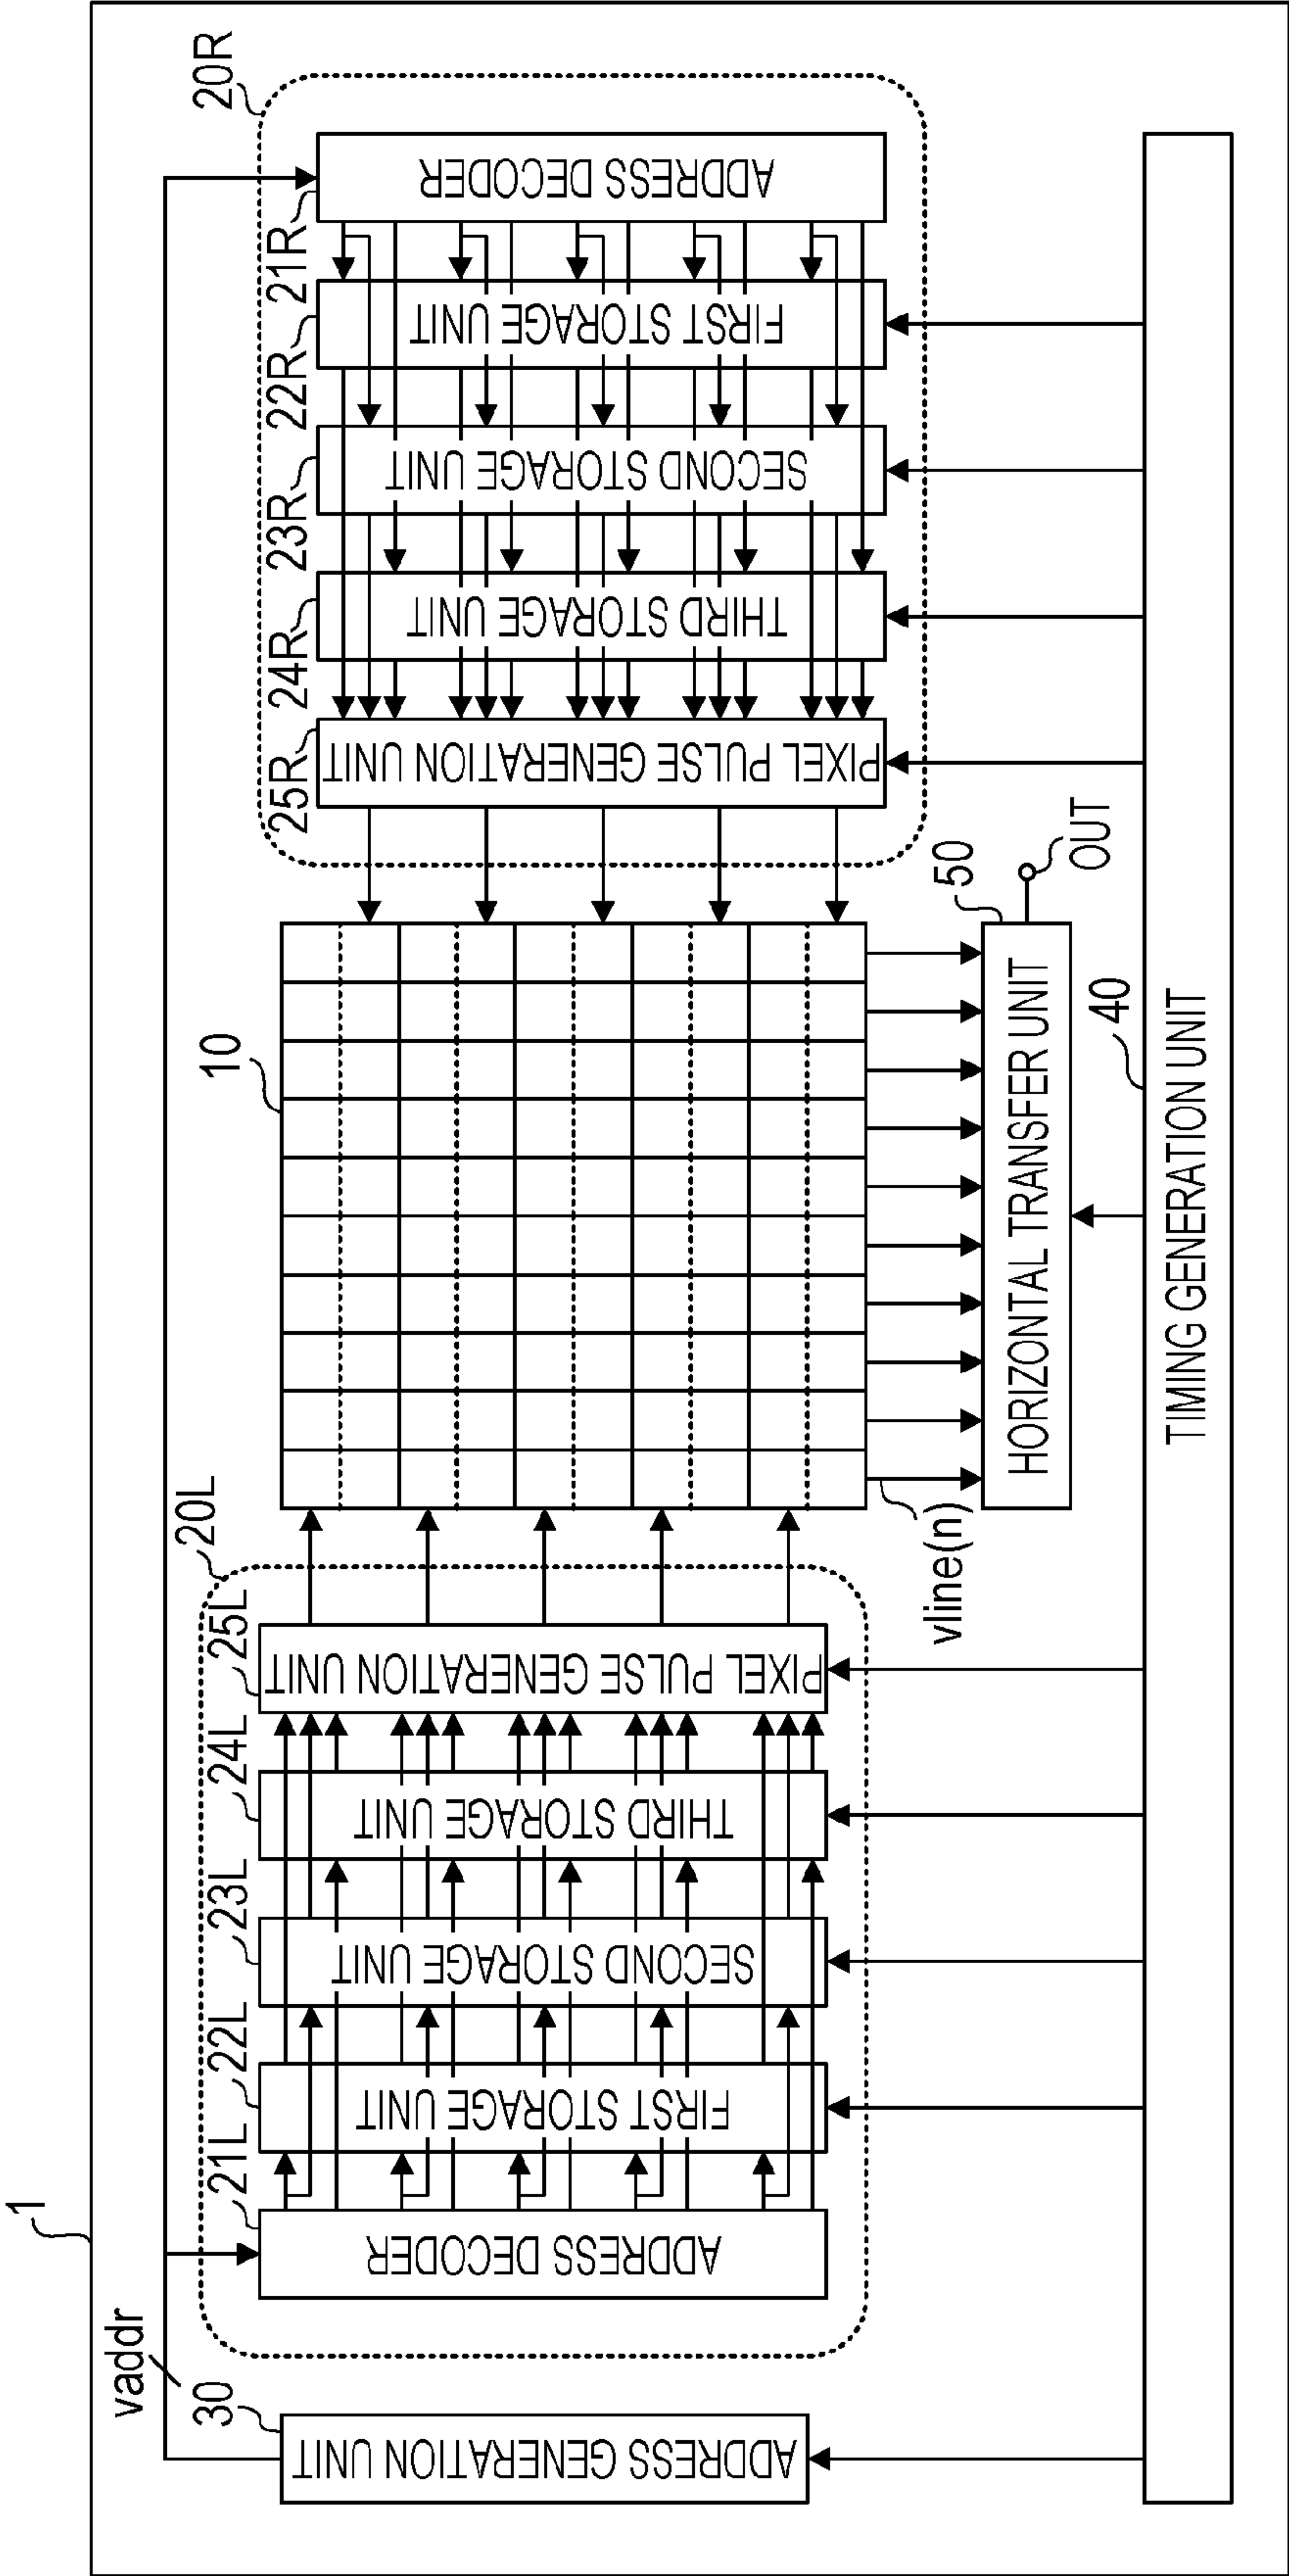 1
vaddr
30
ADDRESS GENERATION UNIT
20L
21L
ADDRESS DECODER
22L
FIRST STORAGE UNIT
23L
SECOND STORAGE UNIT
24L
THIRD STORAGE UNIT
25L
PIXEL PULSE GENERATION UNIT
10
vline(n)
20R
25R
PIXEL PULSE GENERATION UNIT
24R
THIRD STORAGE UNIT
23R
SECOND STORAGE UNIT
22R
FIRST STORAGE UNIT
21R
ADDRESS DECODER
50
HORIZONTAL TRANSFER UNIT
OUT
40
TIMING GENERATION UNIT